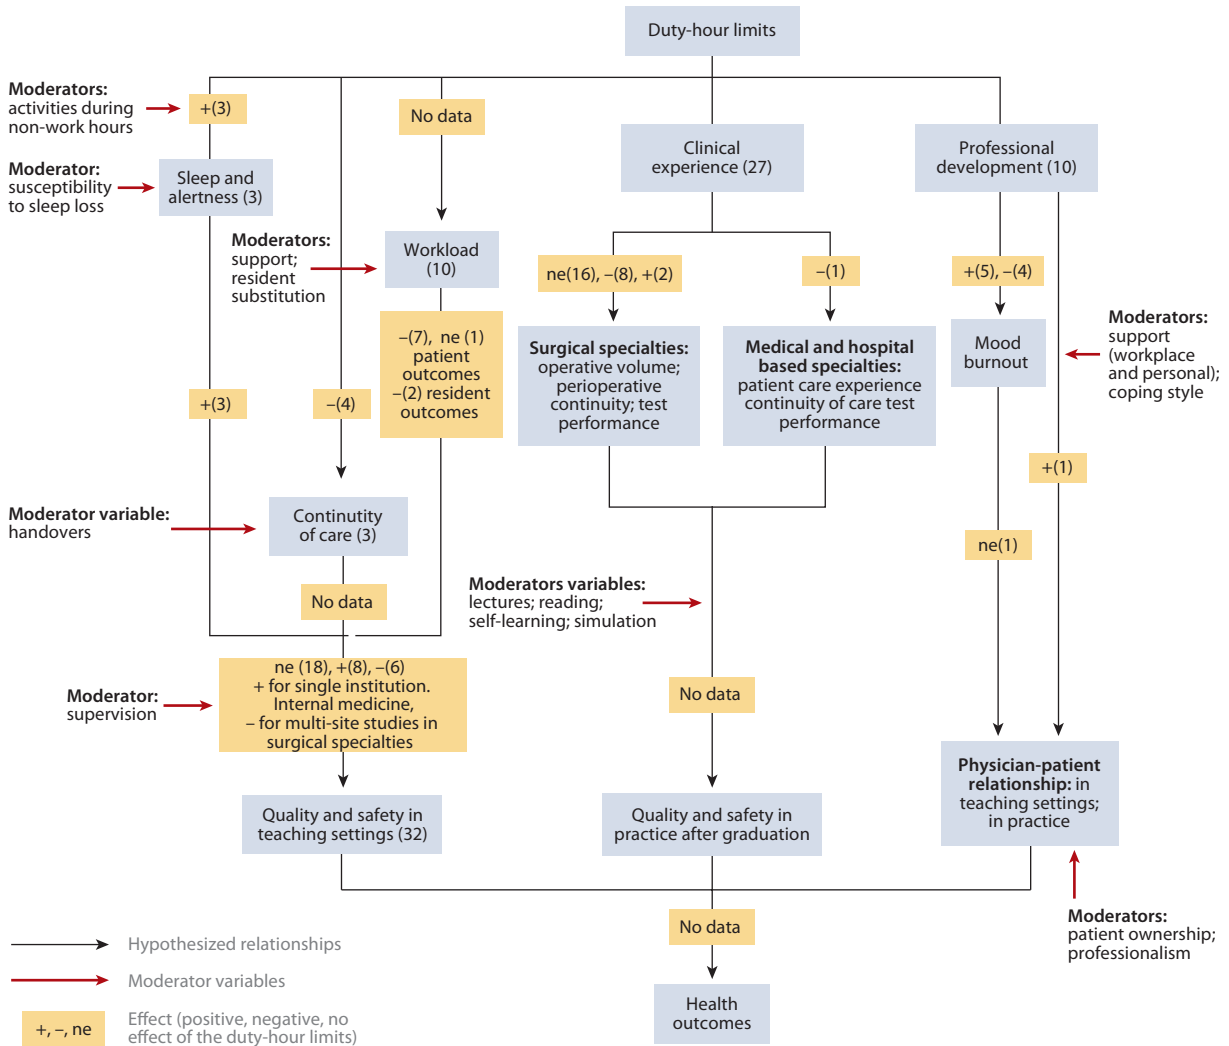 Duty-hour limits
Moderators:
activities during
non-work hours
+(3)
No data
Clinical
experience (27)
Professional
development (10)
Moderator:
susceptibility
to sleep loss
Sleep and
alertness (3)
Moderators:
support;
resident
substitution
Workload
(10)
ne(16), –(8), +(2)
–(1)
+(5), –(4)
–(7), ne (1)
patient
outcomes
–(2) resident
outcomes
Surgical specialties:
operative volume;
perioperative
continuity; test
performance
Medical and hospital
based specialties:
patient care experience
continuity of care test
performance
Mood
burnout
Moderators:
support
(workplace
and personal);
coping style
+(3)
–(4)
+(1)
Moderator variable:
handovers
Continutity
of care (3)
ne(1)
No data
Moderators variables:
lectures; reading;
self-learning; simulation
Moderator:
supervision
ne (18), +(8), –(6)
+ for single institution.
Internal medicine,
– for multi-site studies in
surgical specialties
No data
Physician-patient
relationship: in
teaching settings;
in practice
Quality and safety in
teaching settings (32)
Quality and safety in
practice after graduation
Moderators:
patient ownership;
professionalism
No data
Health
outcomes
Hypothesized relationships
Moderator variables
+, –, ne
Effect (positive, negative, no
effect of the duty-hour limits)